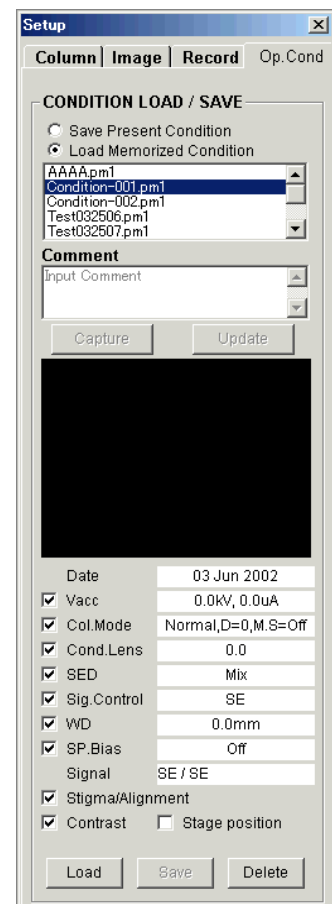 Setup
Column Image Record Op.Cond
CONDITION LOAD / SAVE
Save Present Condition
Load Memorized Condition
AAAA.pm1
Condition-001.pm1
Condition-002.pm1
Test032506.pm1
Test032507.pm1
Comment
Input Comment
Capture Update
Date 03 Jun 2002
Vacc 0.0kV, 0.0uA
Col.Mode Normal,D=0,M.S=Off
Cond.Lens 0.0
SED Mix
Sig.Control SE
WD 0.0mm
SP.Bias Off
Signal SE / SE
Stigma/Alignment
Contrast Stage position
Load Save Delete